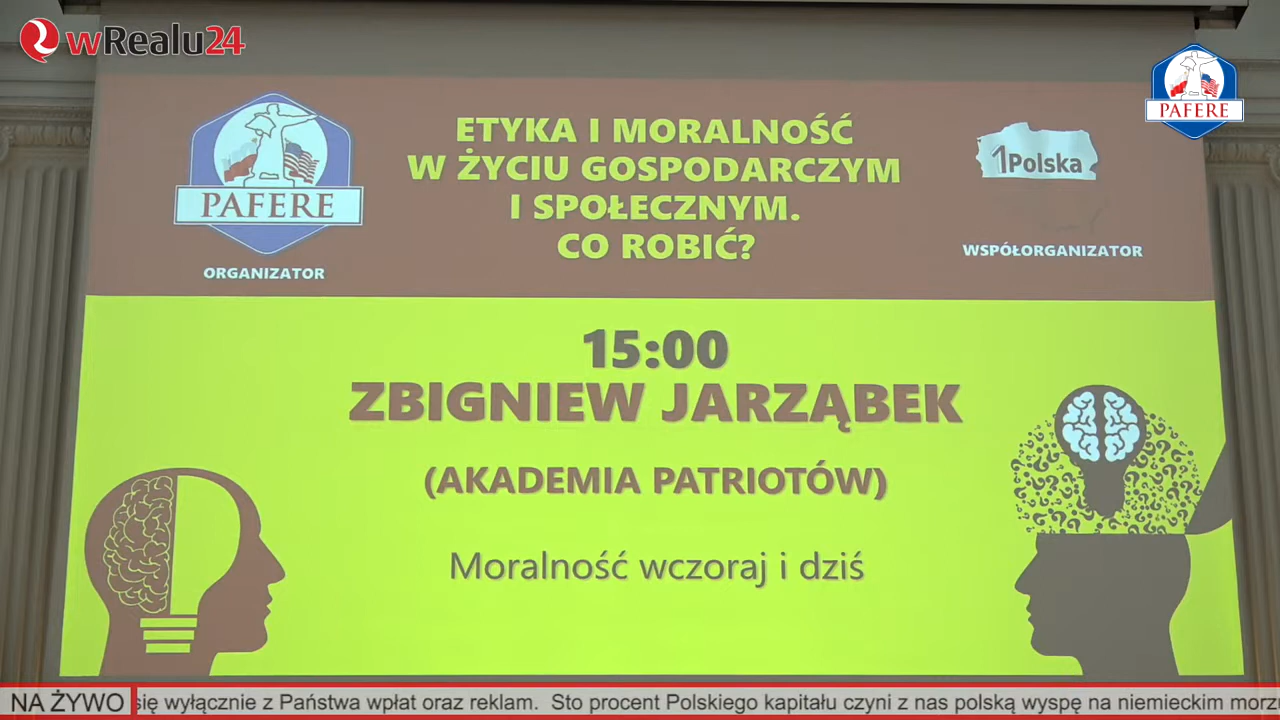 wRealu24
PAFERE
ETYKA I MORALNOŚĆ
W ŻYCIU GOSPODARCZYM
I SPOŁECZNYM.
CO ROBIĆ?
PAFERE
ORGANIZATOR
1Polska
WSPÓŁORGANIZATOR
15:00
ZBIGNIEW JARZĄBEK
(AKADEMIA PATRIOTÓW)
Moralność wczoraj i dziś
NA ŻYWO się wyłącznie z Państwa wpłat oraz reklam. Sto procent Polskiego kapitału czyni z nas polską wyspę na niemieckim morz